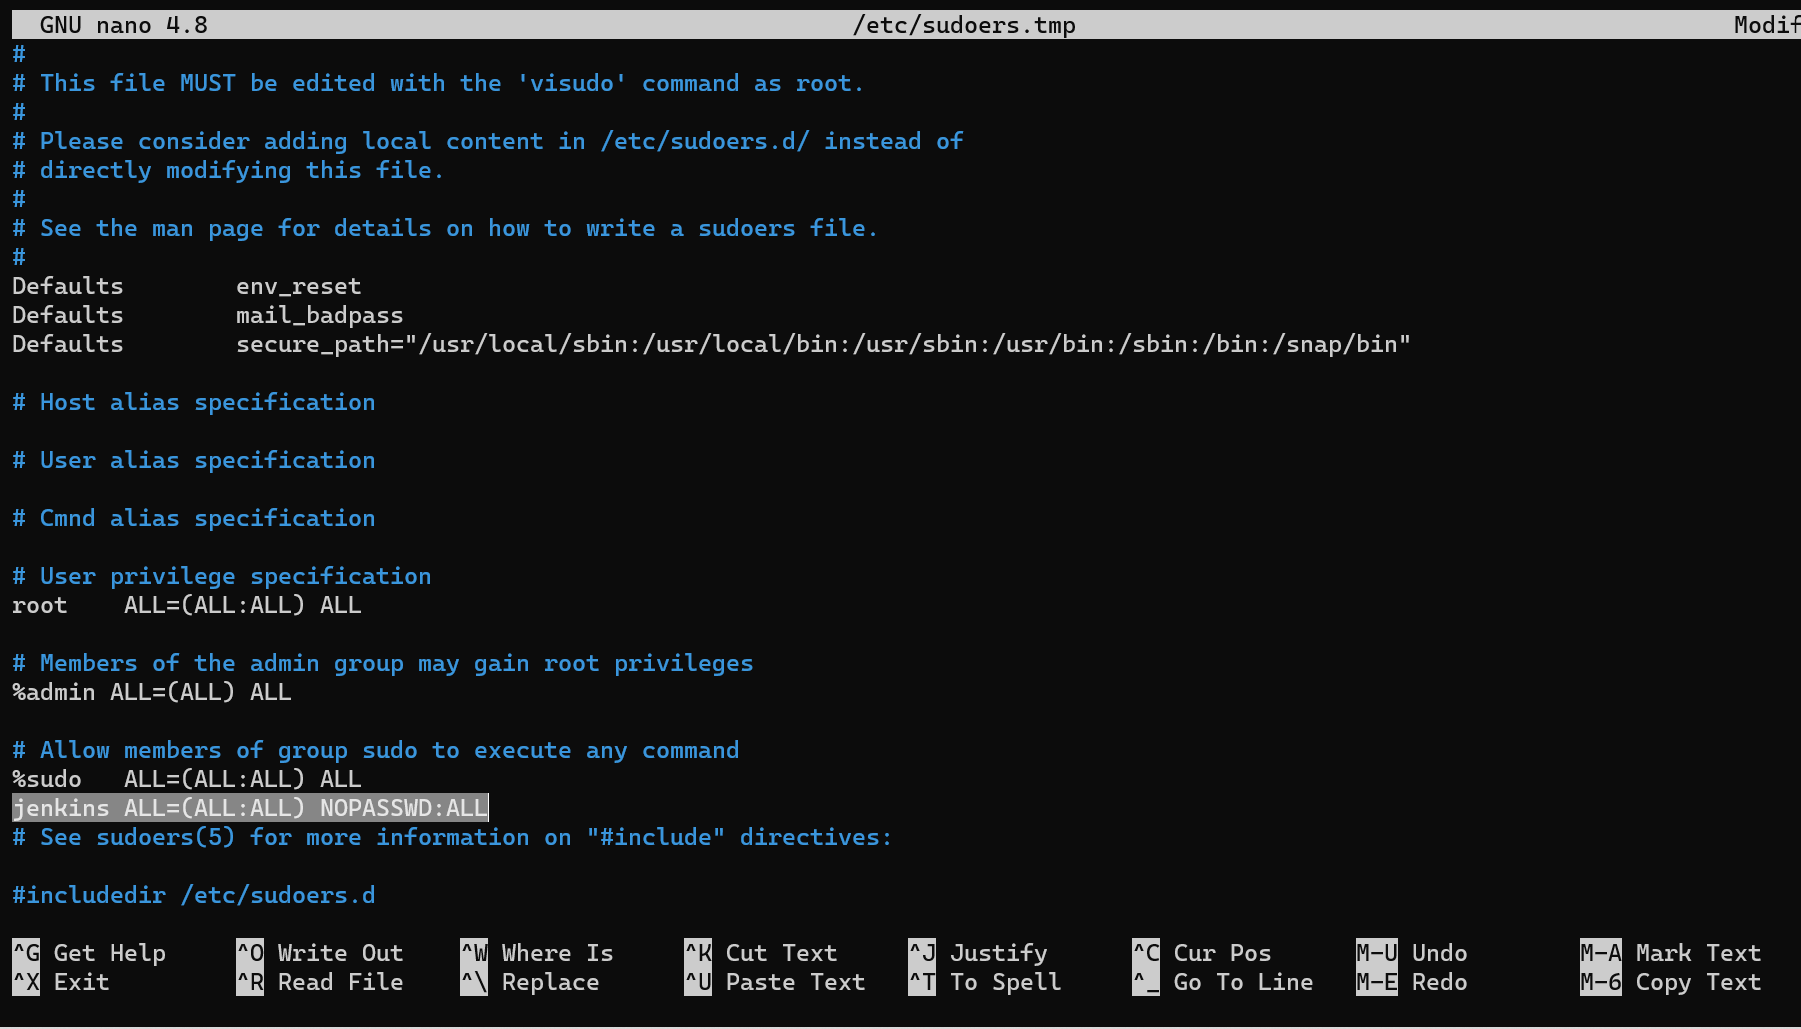 GNU nano 4.8 /etc/sudoers.tmp Modif
#
# This file MUST be edited with the 'visudo' command as root.
#
# Please consider adding local content in /etc/sudoers.d/ instead of
# directly modifying this file.
#
# See the man page for details on how to write a sudoers file.
#
Defaults        env_reset
Defaults        mail_badpass
Defaults        secure_path="/usr/local/sbin:/usr/local/bin:/usr/sbin:/usr/bin:/sbin:/bin:/snap/bin"
# Host alias specification
# User alias specification
# Cmnd alias specification
# User privilege specification
root    ALL=(ALL:ALL) ALL
# Members of the admin group may gain root privileges
%admin ALL=(ALL) ALL
# Allow members of group sudo to execute any command
%sudo   ALL=(ALL:ALL) ALL
jenkins ALL=(ALL:ALL) NOPASSWD:ALL
# See sudoers(5) for more information on "#include" directives:
#includedir /etc/sudoers.d
^G Get Help ^O Write Out ^W Where Is ^K Cut Text ^J Justify ^C Cur Pos M-U Undo M-A Mark Text
^X Exit ^R Read File ^\ Replace ^U Paste Text ^T To Spell ^_ Go To Line M-E Redo M-6 Copy Text